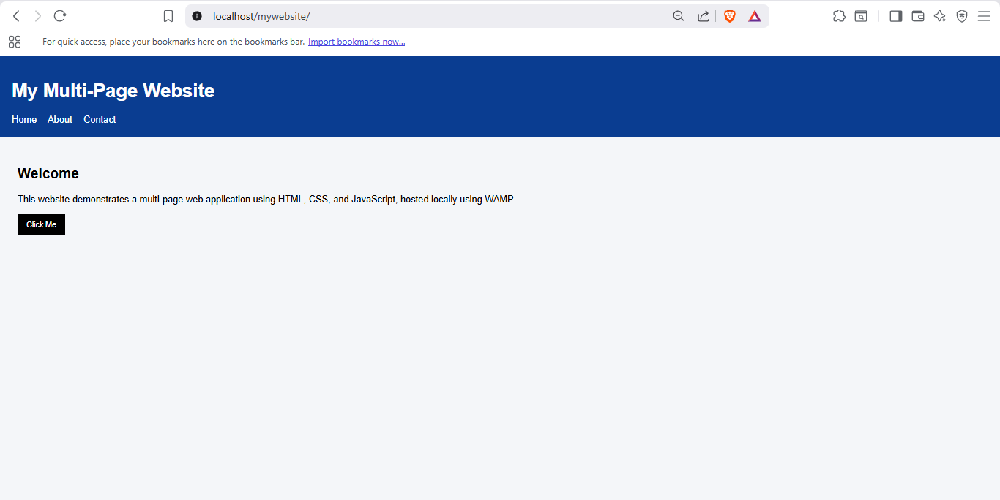 localhost/mywebsite/
For quick access, place your bookmarks here on the bookmarks bar. Import bookmarks now...
My Multi-Page Website
Home About Contact
Welcome
This website demonstrates a multi-page web application using HTML, CSS, and JavaScript, hosted locally using WAMP.
Click Me